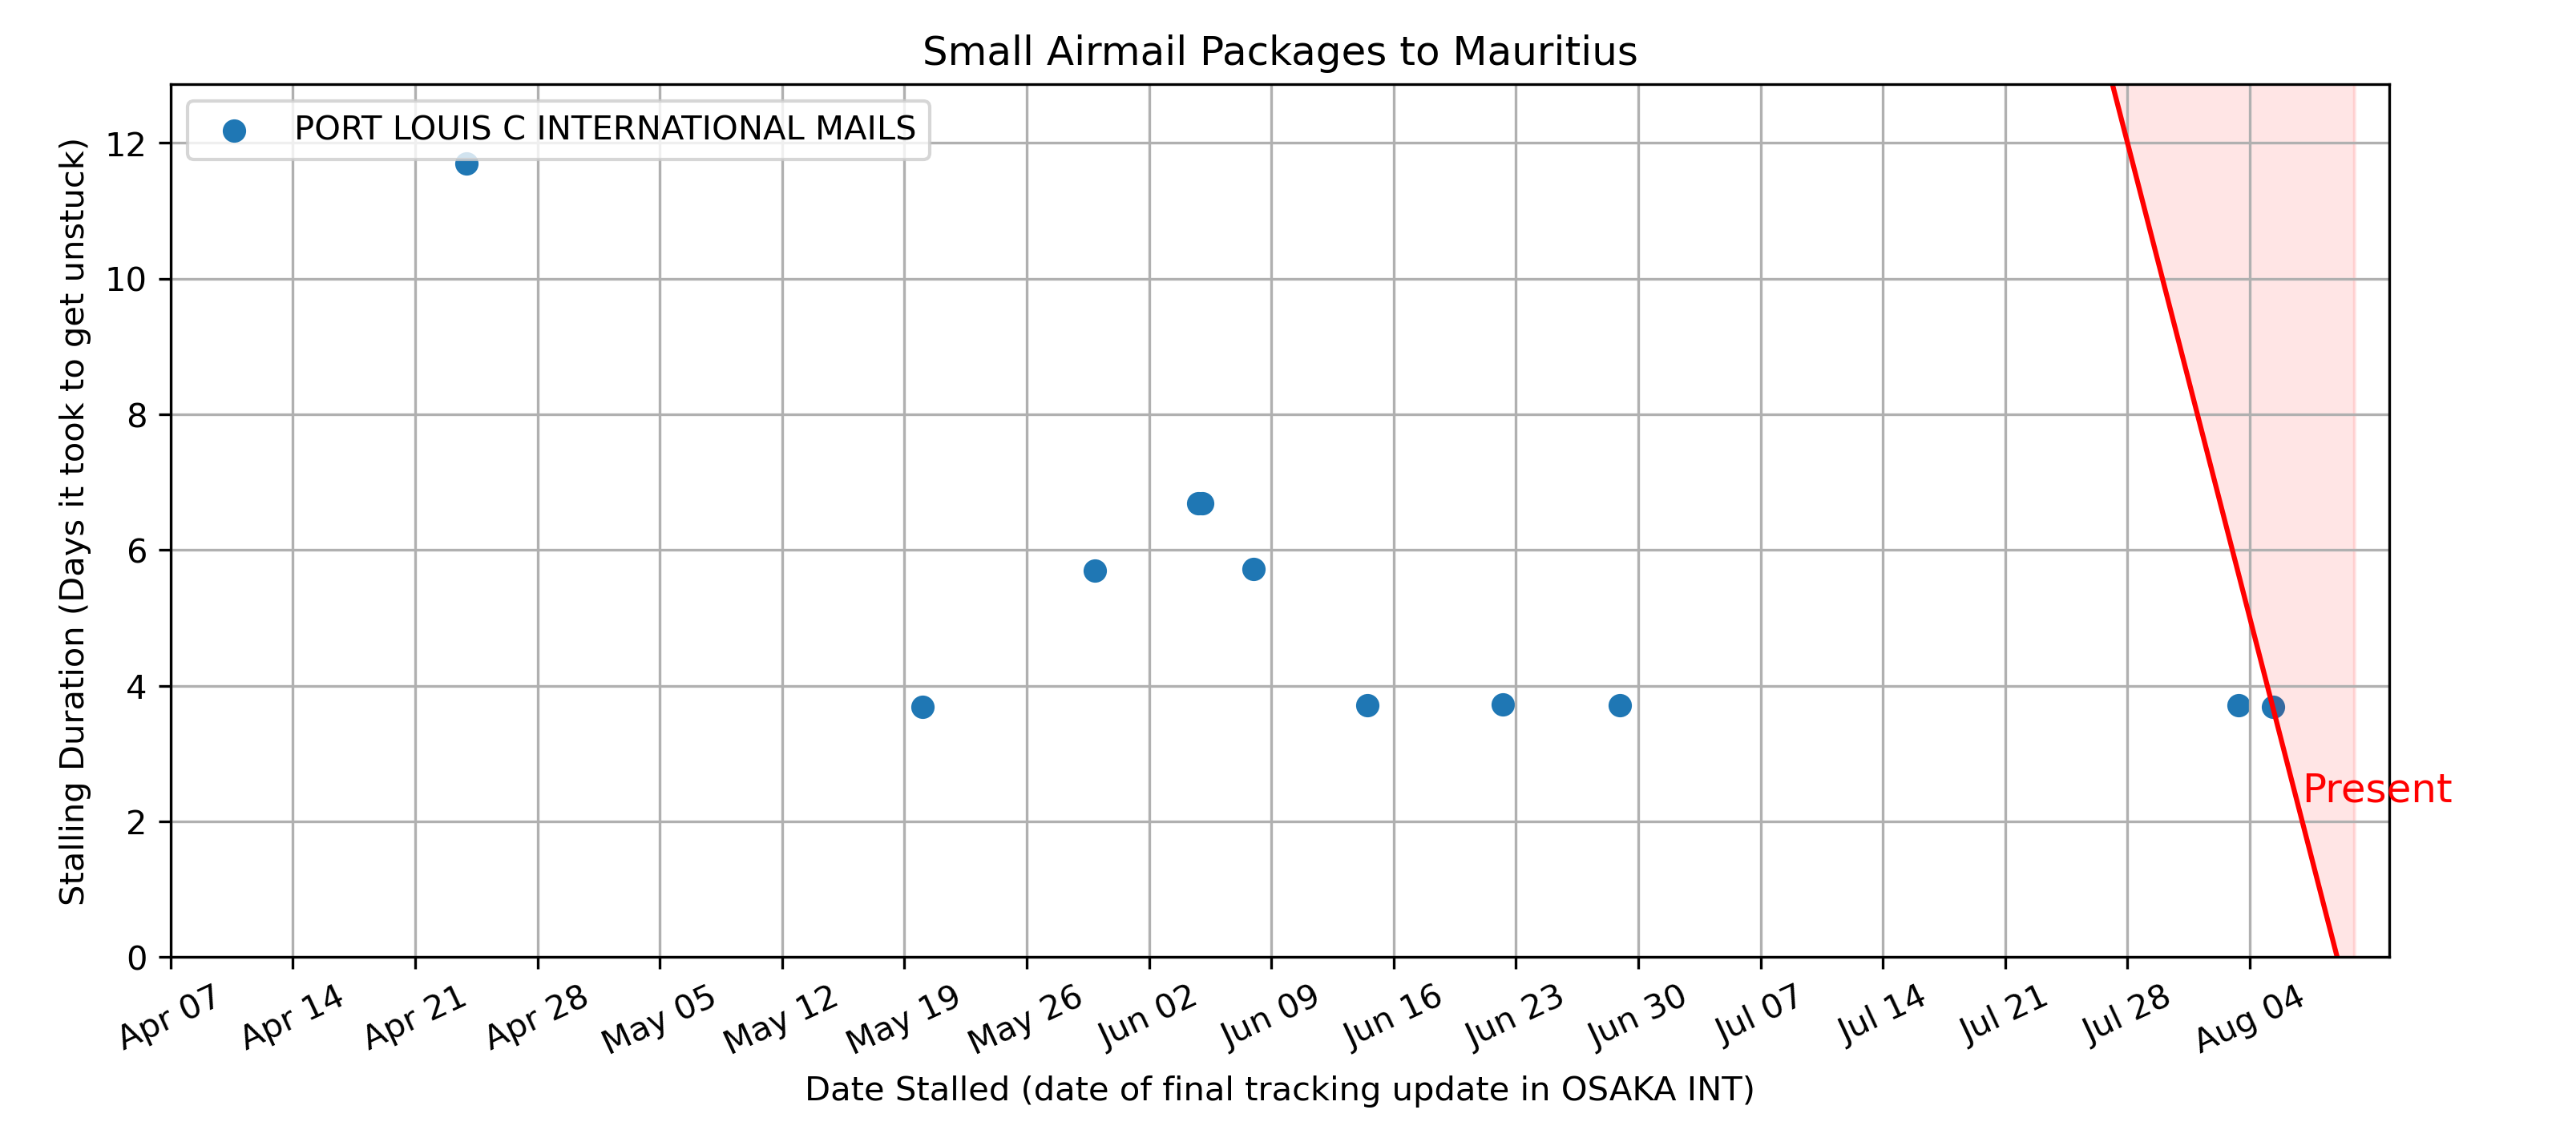 Small Airmail Packages to Mauritius
PORT LOUIS C INTERNATIONAL MAILS
Stalling Duration (Days it took to get unstuck)
12
10
8
6
4
2
0
Present
Apr 07
Apr 14
Apr 21
Apr 28
May 05
May 12
May 19
May 26
Jun 02
Jun 09
Jun 16
Jun 23
Jun 30
Jul 07
Jul 14
Jul 21
Jul 28
Aug 04
Date Stalled (date of final tracking update in OSAKA INT)